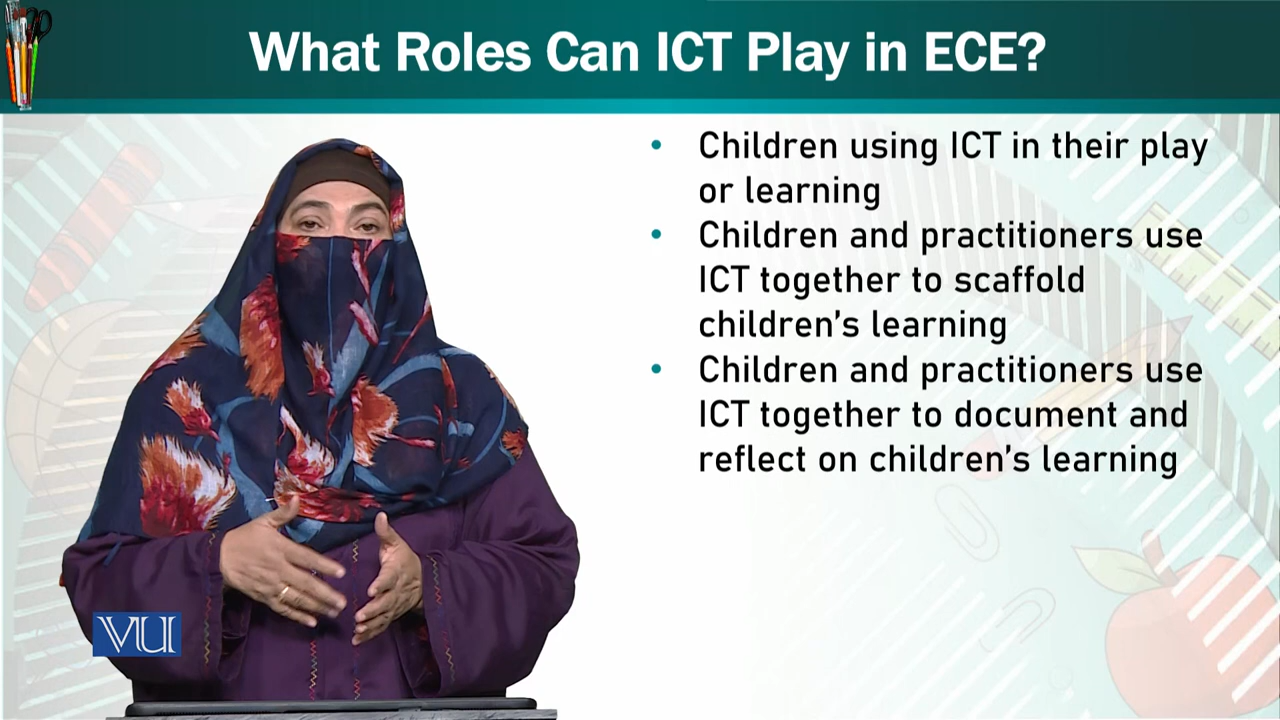 What Roles Can ICT Play in ECE?
• Children using ICT in their play
or learning
• Children and practitioners use
ICT together to scaffold
children's learning
• Children and practitioners use
ICT together to document and
reflect on children's learning
VU